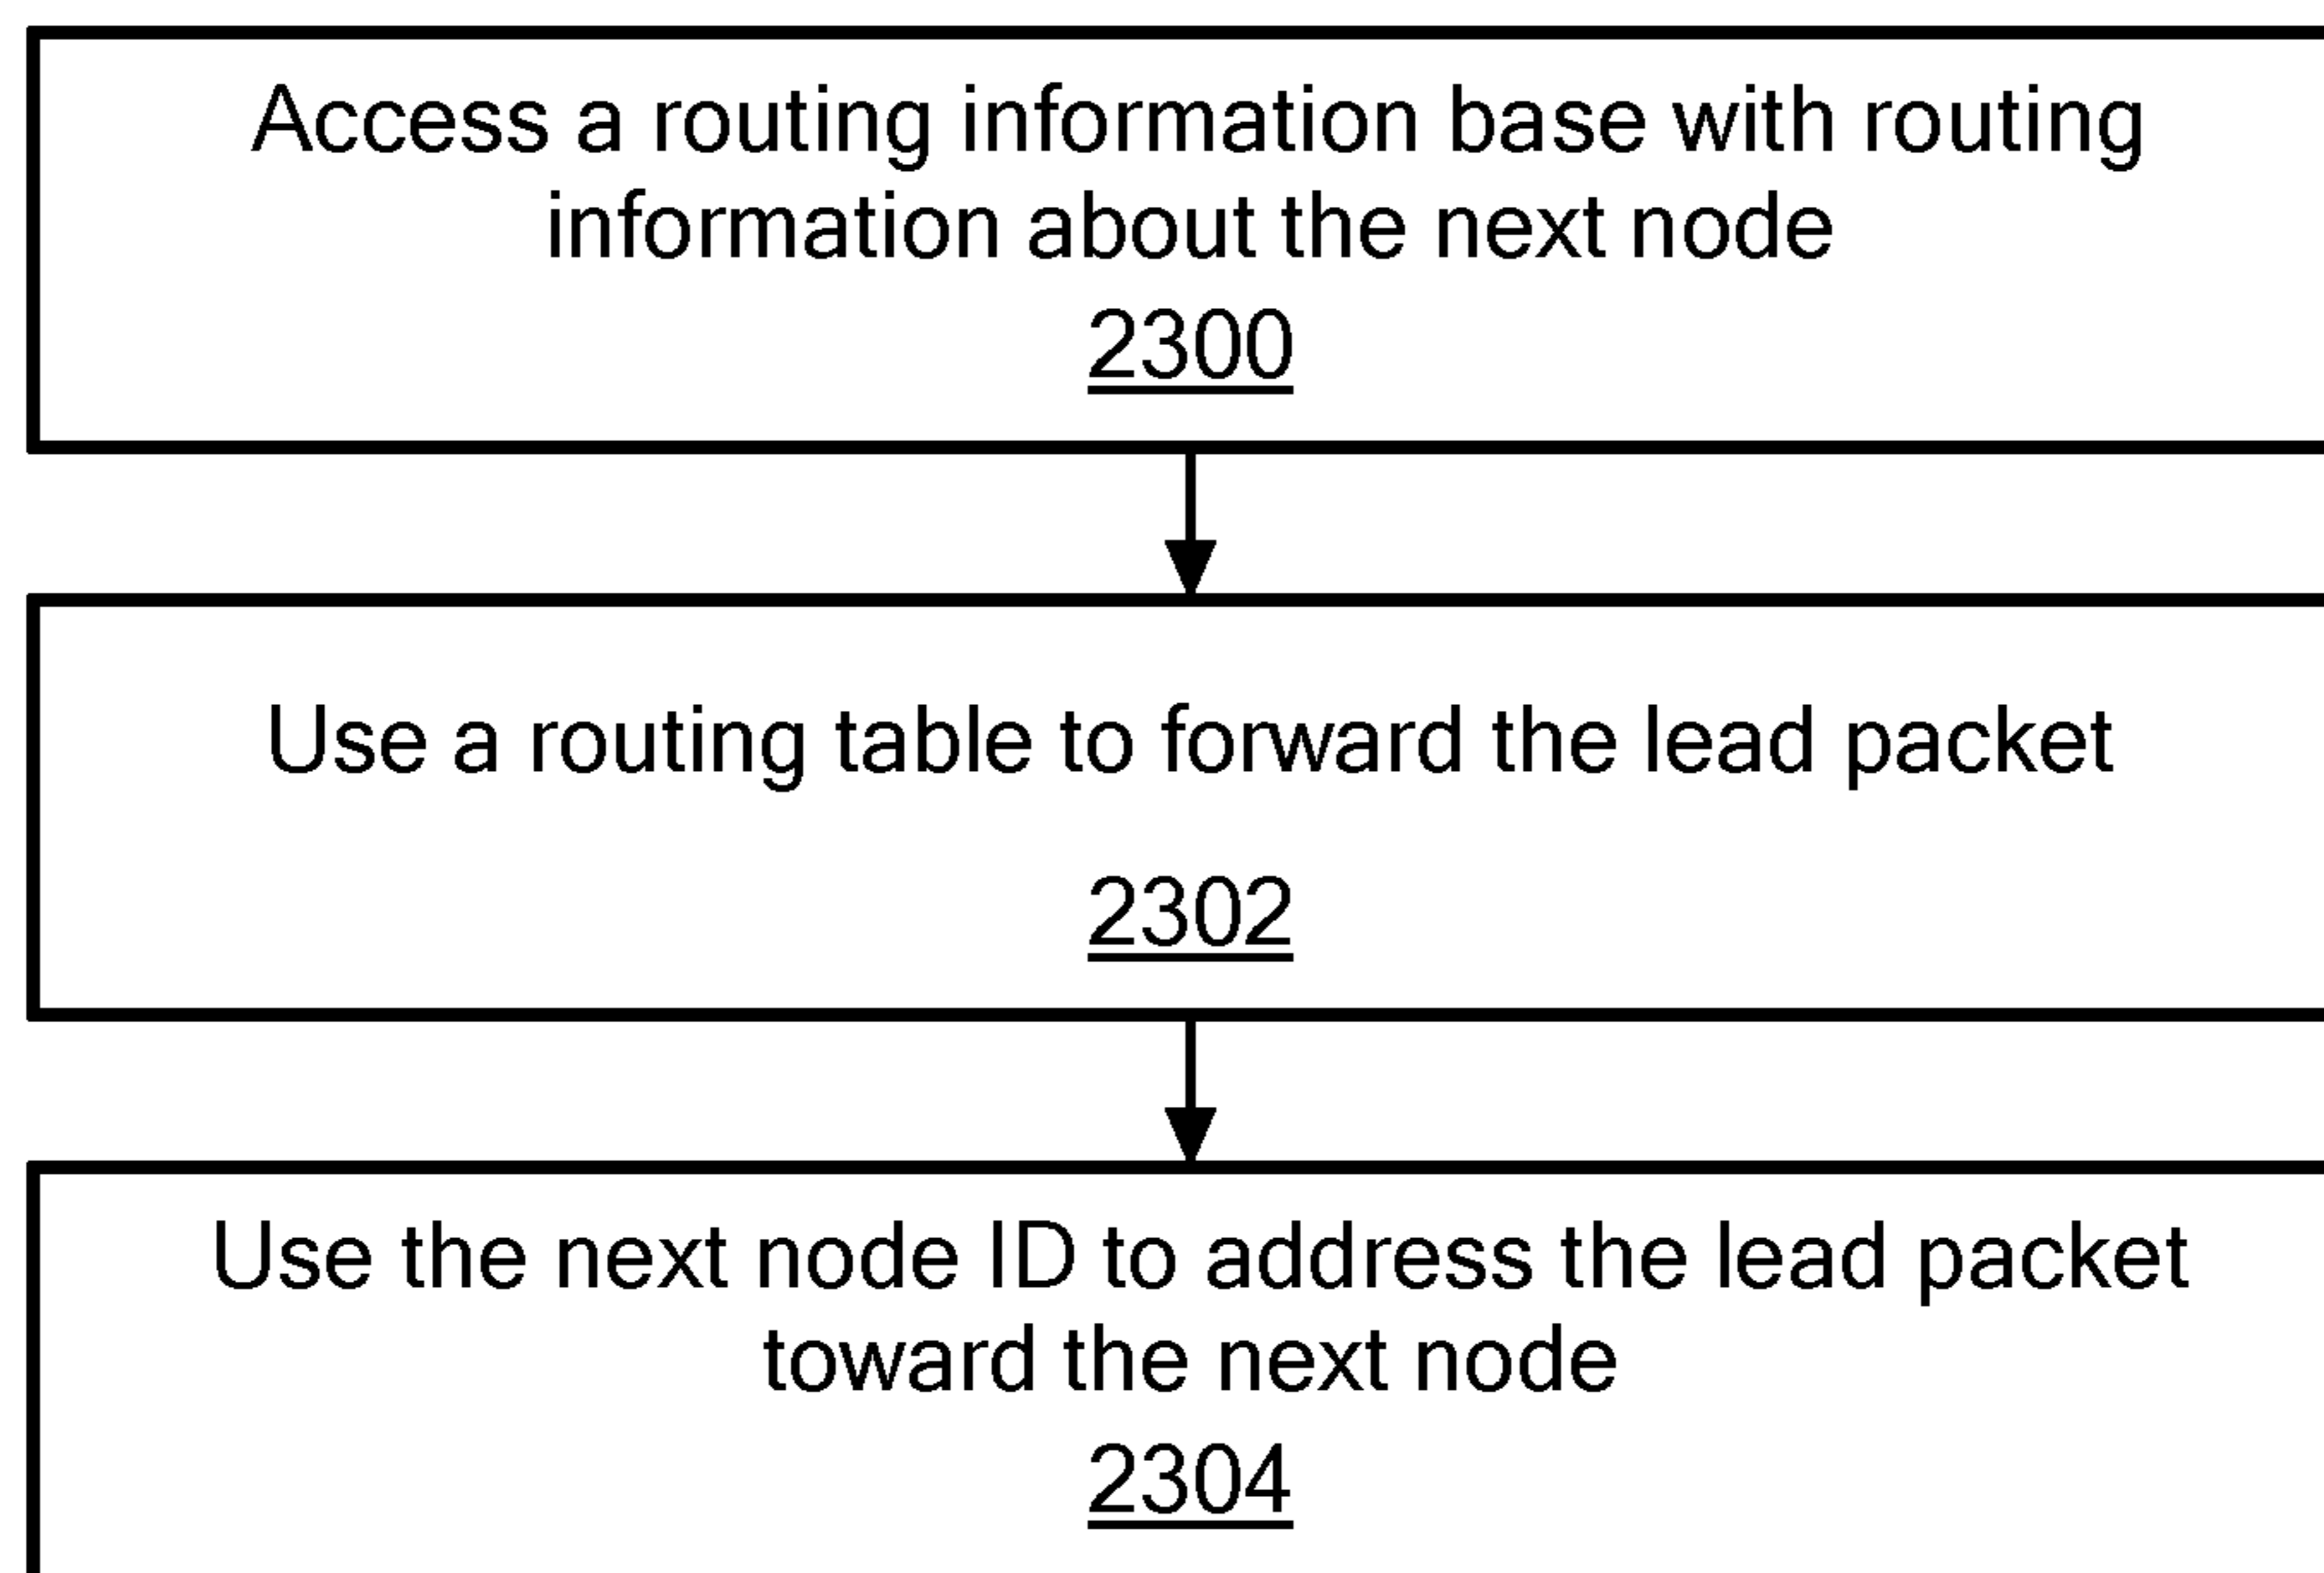 Access a routing information base with routing
information about the next node
2300
Use a routing table to forward the lead packet
2302
Use the next node ID to address the lead packet
toward the next node
2304